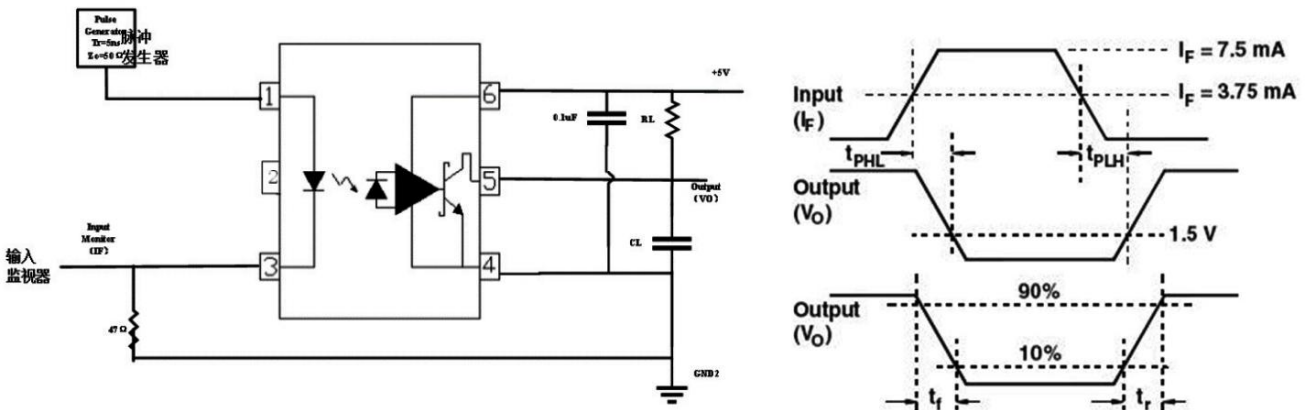 Pulse
Generator
Tr=5ns
Zo=50Ω
脉冲
发生器
1
2
3
6
5
4
+5V
0.1uF
RL
Output
(VO)
CL
Input
Monitor
(IF)
输入
监视器
47Ω
GND2
Input
(IF)
IF = 7.5 mA
IF = 3.75 mA
tPHL
tPLH
Output
(VO)
1.5 V
Output
(VO)
90%
10%
tf
tr